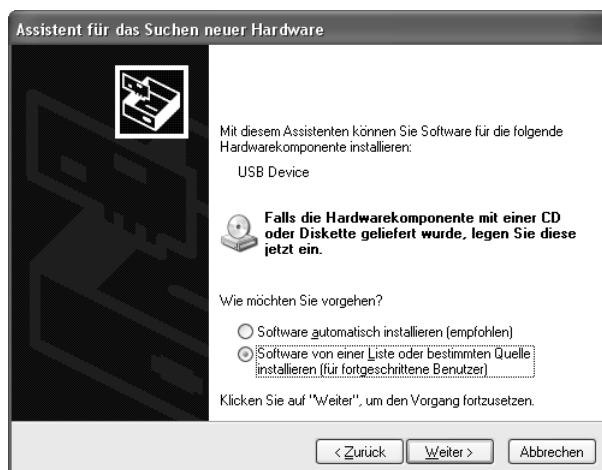 Assistent für das Suchen neuer Hardware
Mit diesem Assistenten können Sie Software für die folgende
Hardwarekomponente installieren:
USB Device
Falls die Hardwarekomponente mit einer CD
oder Diskette geliefert wurde, legen Sie diese
jetzt ein.
Wie möchten Sie vorgehen?
Software automatisch installieren (empfohlen)
Software von einer Liste oder bestimmten Quelle
installieren (für fortgeschrittene Benutzer)
Klicken Sie auf "Weiter", um den Vorgang fortzusetzen.
< Zurück Weiter > Abbrechen